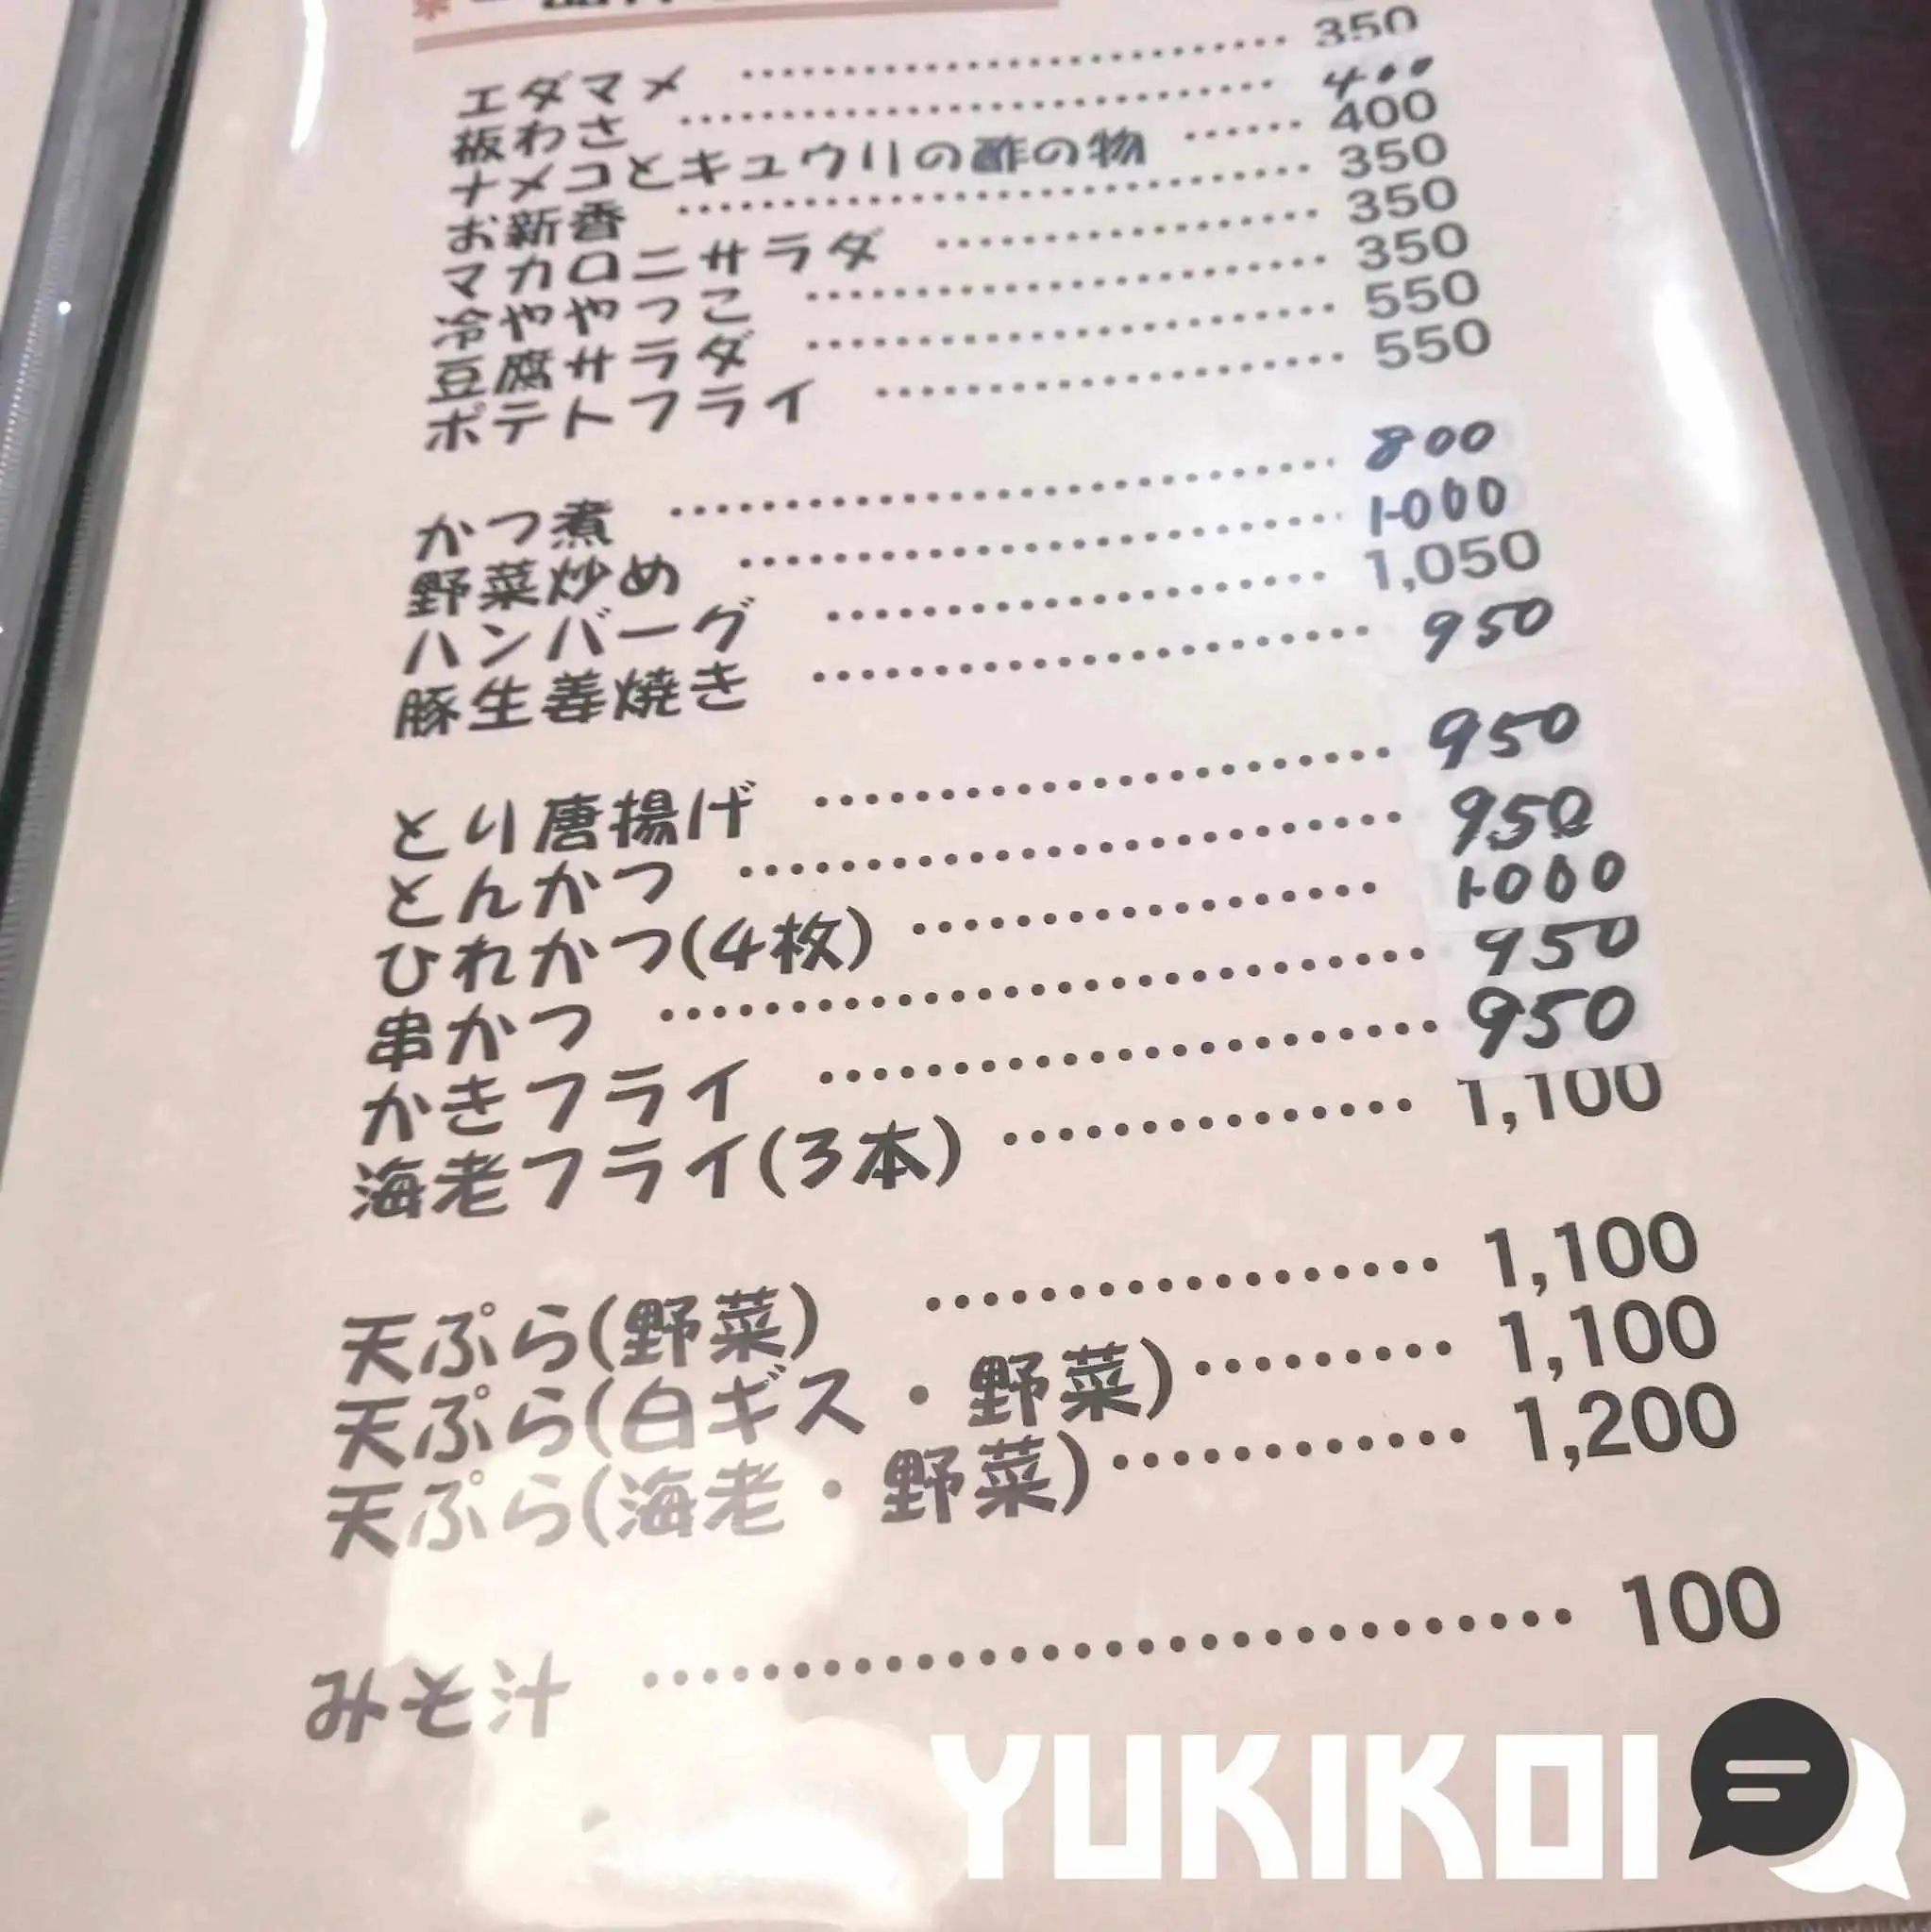 エダマメ ………… 350
板わさ ………… 400
ナメコとキュウリの酢の物 …… 400
お新香 ………… 350
マカロニサラダ ………… 350
冷ややっこ ………… 350
豆腐サラダ ………… 550
ポテトフライ ………… 550
かつ煮 ………… 800
野菜炒め ………… 1-000
ハンバーグ ………… 1,050
豚生姜焼き ………… 950
とり唐揚げ ………… 950
とんかつ ………… 950
ひれかつ(4枚) ………… 1-000
串かつ ………… 950
かきフライ ………… 950
海老フライ(3本) ………… 1,100
天ぷら(野菜) ………… 1,100
天ぷら(白ギス・野菜) ……… 1,100
天ぷら(海老・野菜) ………… 1,200
みそ汁 ………… 100
YUKIKOI